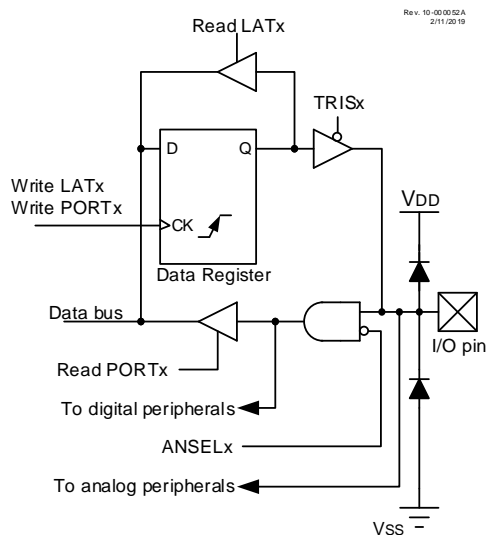 Rev. 10-000052A
2/11/2019
Read LATx
TRISx
D
Q
Write LATx
Write PORTx
CK
VDD
Data Register
Data bus
I/O pin
Read PORTx
To digital peripherals
ANSELx
To analog peripherals
VSS